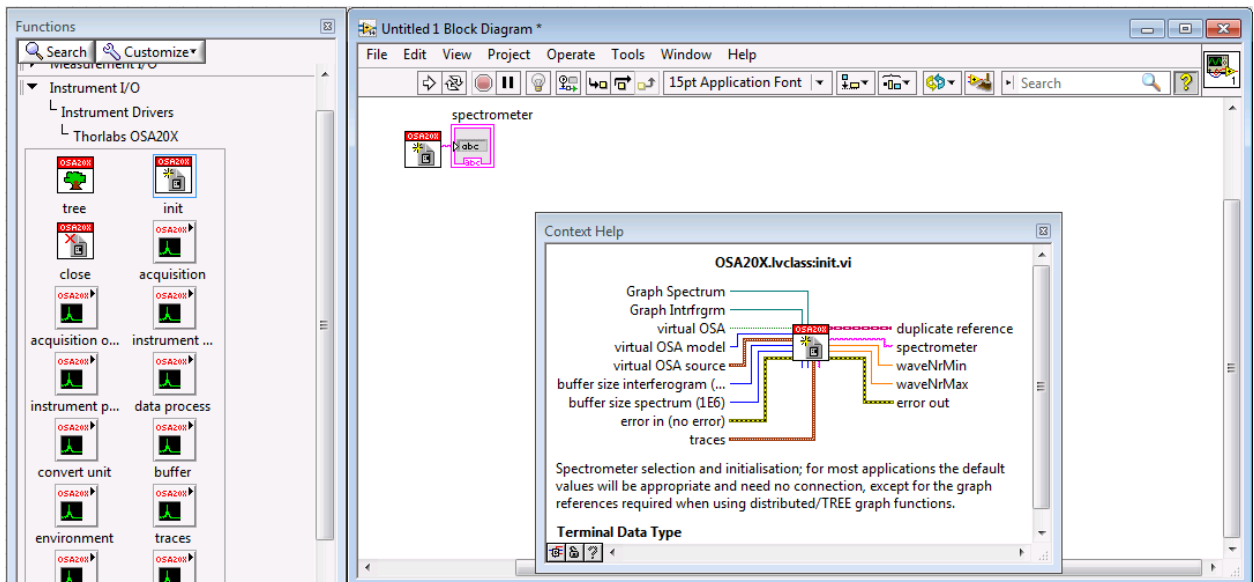 Functions
Search Customize
Measurement I/O
Instrument I/O
Instrument Drivers
Thorlabs OSA20X
OSA20X OSA20X
tree init
OSA20X OSA20X
close acquisition
OSA20X OSA20X
acquisition o... instrument ...
OSA20X OSA20X
instrument p... data process
OSA20X OSA20X
convert unit buffer
OSA20X OSA20X
environment traces
OSA20X OSA20X
Untitled 1 Block Diagram *
File Edit View Project Operate Tools Window Help
15pt Application Font Search ? 1
spectrometer
OSA20X
abc
abc
Context Help
OSA20X.lvclass:init.vi
Graph Spectrum
Graph Intrfrgrm
virtual OSA
virtual OSA model
virtual OSA source
buffer size interferogram (...
buffer size spectrum (1E6)
error in (no error)
traces
OSA20X
duplicate reference
spectrometer
waveNrMin
waveNrMax
error out
Spectrometer selection and initialisation; for most applications the default
values will be appropriate and need no connection, except for the graph
references required when using distributed/TREE graph functions.
Terminal Data Type
?